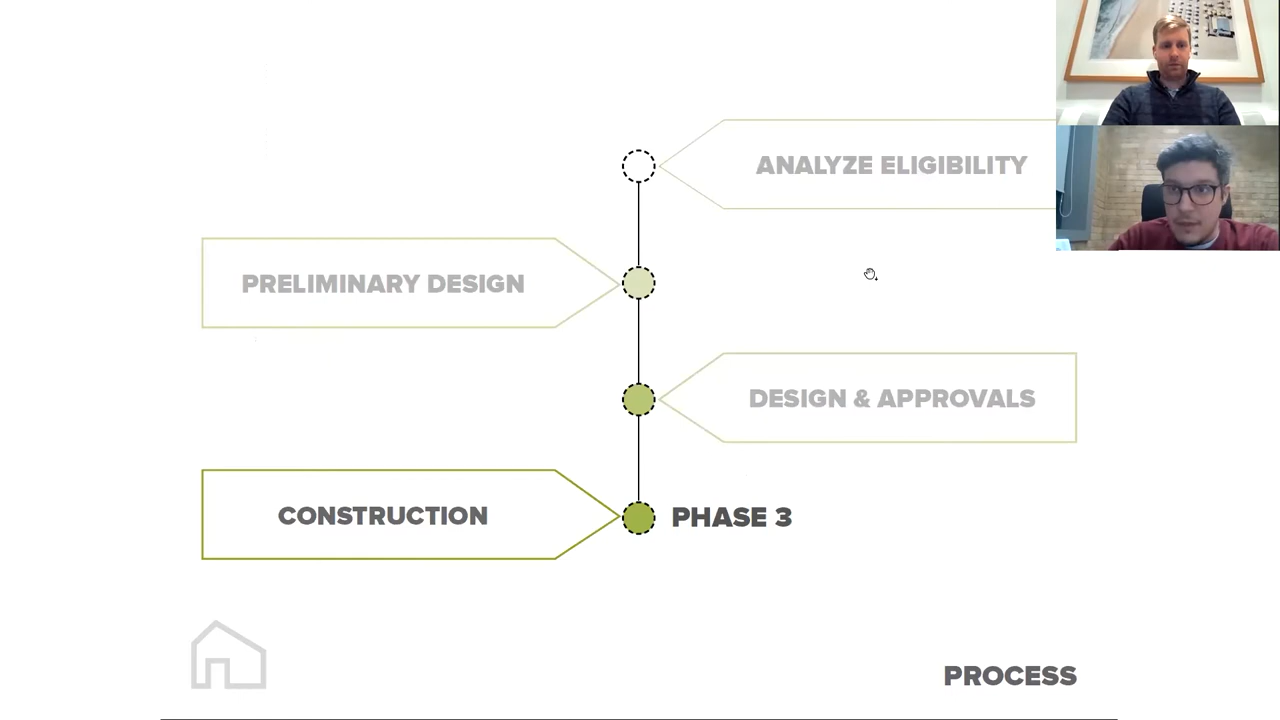 ANALYZE ELIGIBILITY
PRELIMINARY DESIGN
DESIGN & APPROVALS
CONSTRUCTION
PHASE 3
PROCESS